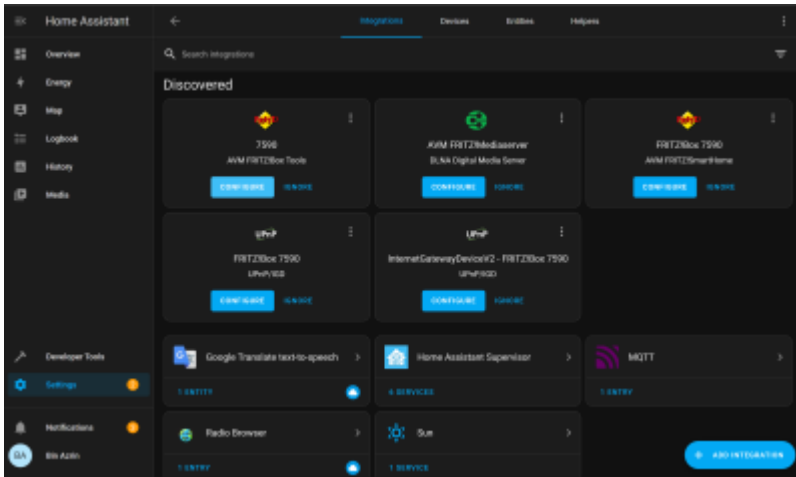 Home Assistant
Integrations
Devices
Entities
Helpers
Search integrations
Overview
Energy
Map
Logbook
History
Media
Developer Tools
Settings
Notifications
BA
Discovered
7590
AVM FRITZ!Box Tools
CONFIGURE
IGNORE
AVM FRITZ!Mediaserver
DLNA Digital Media Server
CONFIGURE
IGNORE
FRITZ!Box 7590
AVM FRITZ!SmartHome
CONFIGURE
IGNORE
UPnP
FRITZ!Box 7590
UPnP/IGD
CONFIGURE
IGNORE
UPnP
InternetGatewayDeviceV2 - FRITZ!Box 7590
UPnP/IGD
CONFIGURE
IGNORE
Google Translate text-to-speech
1 ENTITY
Home Assistant Supervisor
6 SERVICES
MQTT
1 ENTRY
Radio Browser
1 ENTRY
Sun
1 SERVICE
ADD INTEGRATION